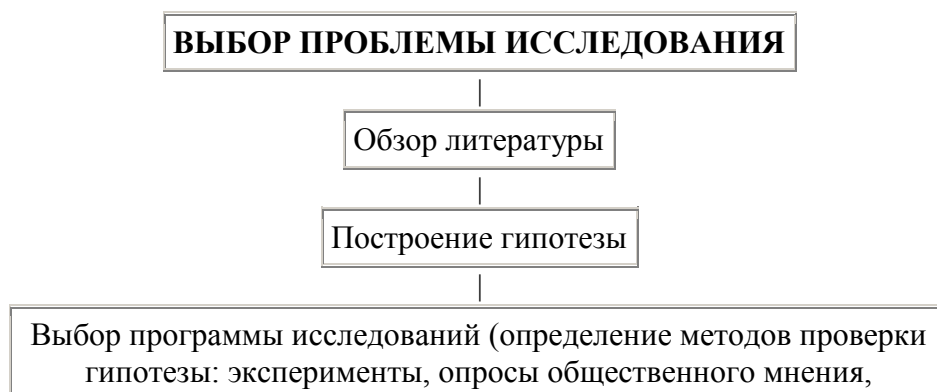 ВЫБОР ПРОБЛЕМЫ ИССЛЕДОВАНИЯ
Обзор литературы
Построение гипотезы
Выбор программы исследований (определение методов проверки
гипотезы: эксперименты, опросы общественного мнения,